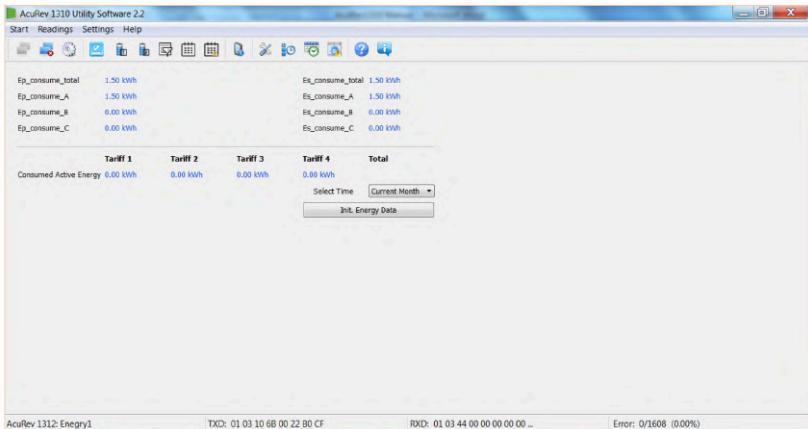 AcuRev 1310 Utility Software 2.2
Start Readings Settings Help
Ep_consume_total 1.50 kWh Es_consume_total 1.50 kWh
Ep_consume_A 1.50 kWh Es_consume_A 1.50 kWh
Ep_consume_B 0.00 kWh Es_consume_B 0.00 kWh
Ep_consume_C 0.00 kWh Es_consume_C 0.00 kWh
Tariff 1 Tariff 2 Tariff 3 Tariff 4 Total
Consumed Active Energy 0.00 kWh 0.00 kWh 0.00 kWh 0.00 kWh
Select Time Current Month
Init. Energy Data
AcuRev 1312: Enegry1 TXD: 01 03 10 6B 00 22 B0 CF RXD: 01 03 44 00 00 00 00 00 ... Error: 0/1608 (0.00%)